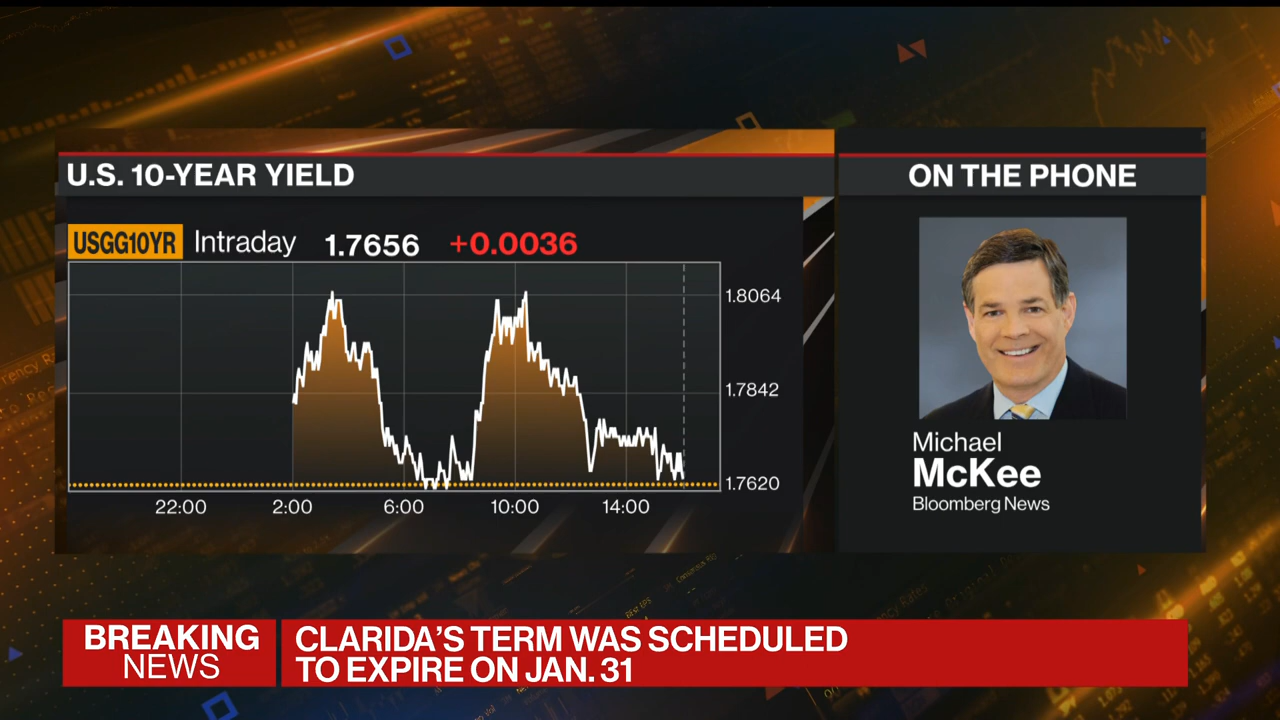 U.S. 10-YEAR YIELD
USGG10YR Intraday 1.7656 +0.0036
1.8064
1.7842
1.7620
22:00 2:00 6:00 10:00 14:00
ON THE PHONE
Michael
McKee
Bloomberg News
BREAKING
NEWS
CLARIDA'S TERM WAS SCHEDULED
TO EXPIRE ON JAN. 31